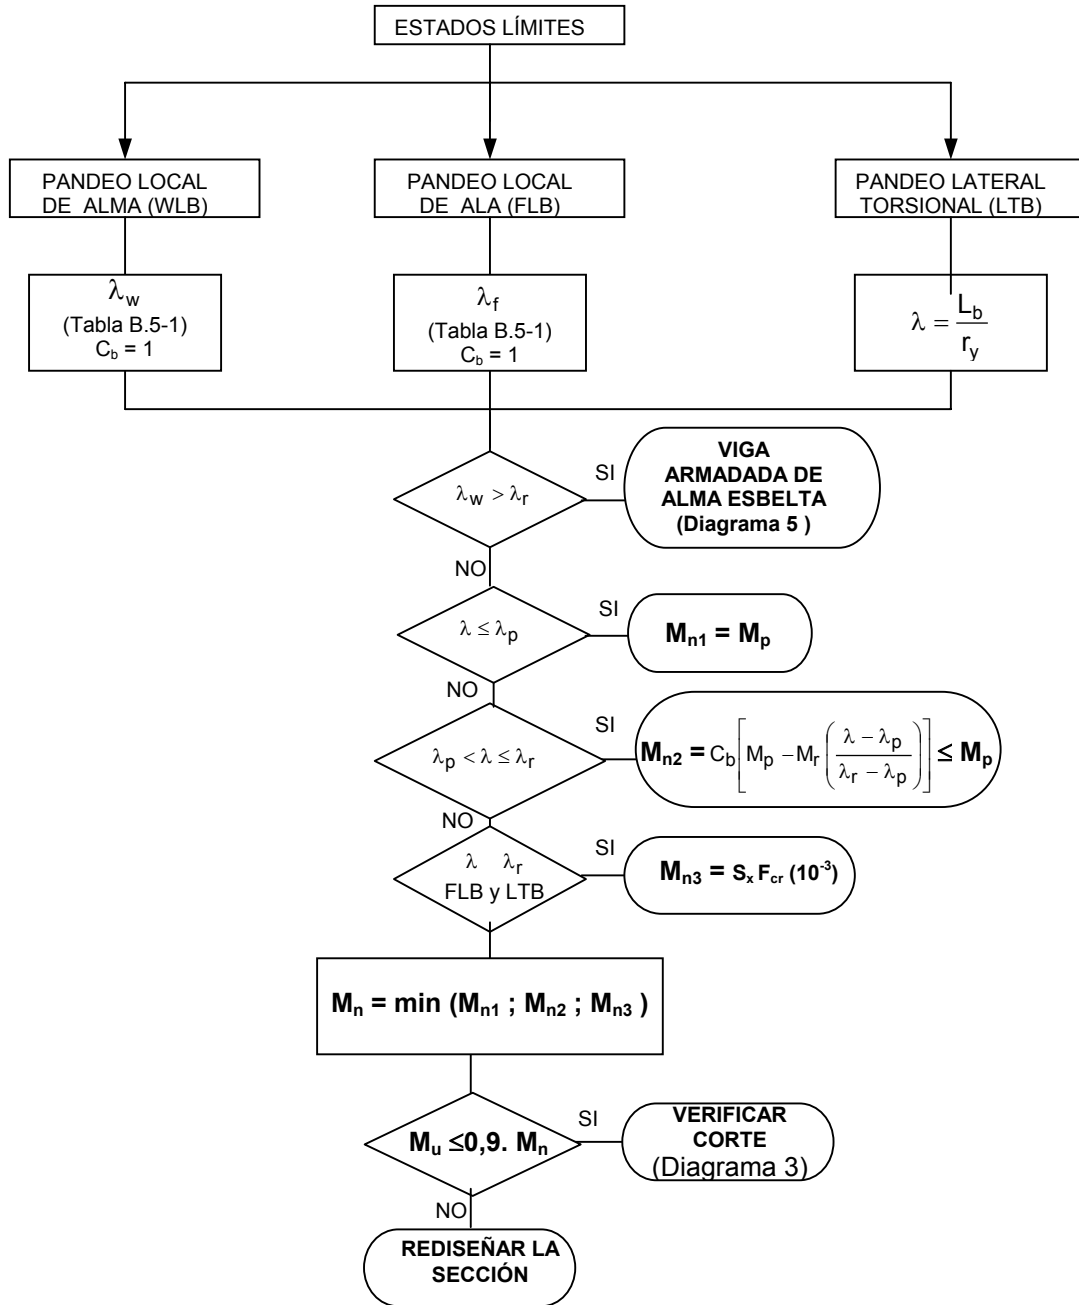 ESTADOS LÍMITES
PANDEO LOCAL
DE ALMA (WLB)
PANDEO LOCAL
DE ALA (FLB)
PANDEO LATERAL
TORSIONAL (LTB)
λw
(Tabla B.5-1)
Cb = 1
λf
(Tabla B.5-1)
Cb = 1
λ = Lb / ry
λw > λr
SI
VIGA
ARMADADA DE
ALMA ESBELTA
(Diagrama 5 )
NO
λ ≤ λp
SI
Mn1 = Mp
NO
λp < λ ≤ λr
SI
Mn2 = Cb[Mp − Mr((λ − λp) / (λr − λp))] ≤ Mp
NO
λ λr
FLB y LTB
SI
Mn3 = Sx Fcr (10⁻³)
Mn = min (Mn1 ; Mn2 ; Mn3 )
Mu ≤0,9. Mn
SI
VERIFICAR
CORTE
(Diagrama 3)
NO
REDISEÑAR LA
SECCIÓN